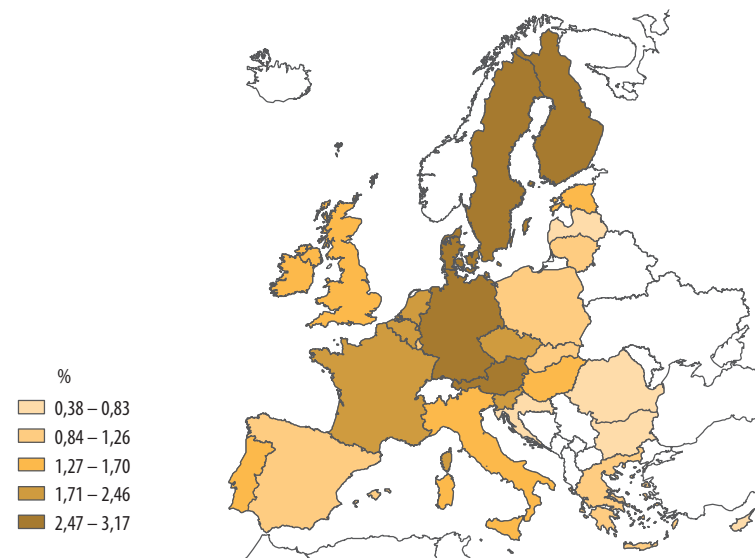 %
0,38 – 0,83
0,84 – 1,26
1,27 – 1,70
1,71 – 2,46
2,47 – 3,17